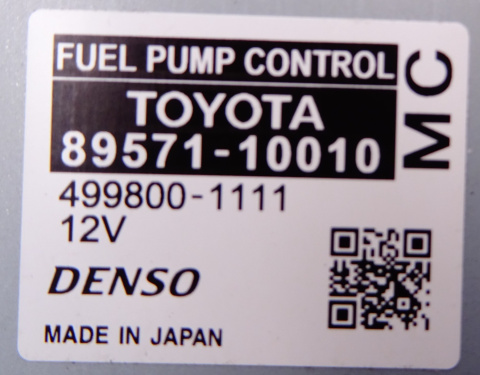 FUEL PUMP CONTROL
TOYOTA
89571-10010
MC
499800-1111
12V
DENSO
MADE IN JAPAN